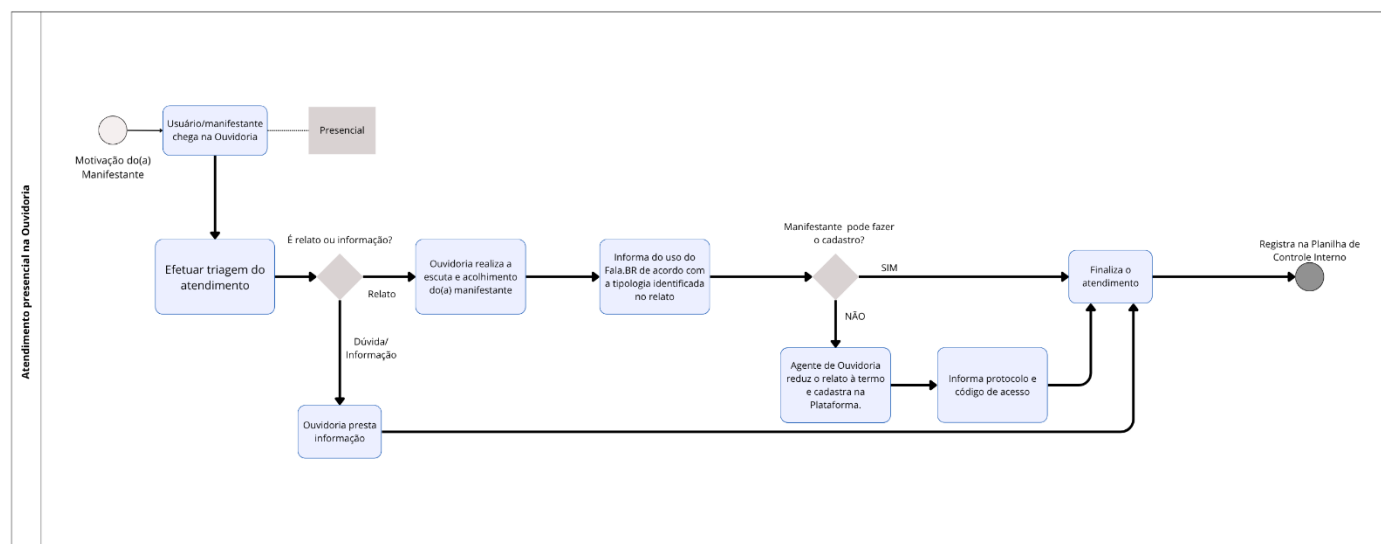 Atendimento presencial na Ouvidoria
Motivação do(a)
Manifestante
Usuário/manifestante
chega na Ouvidoria
Presencial
Efetuar triagem do
atendimento
É relato ou informação?
Relato
Dúvida/
Informação
Ouvidoria presta
informação
Ouvidoria realiza a
escuta e acolhimento
do(a) manifestante
Informa do uso do
Fala.BR de acordo com
a tipologia identificada
no relato
Manifestante pode fazer
o cadastro?
SIM
NÃO
Agente de Ouvidoria
reduz o relato à termo
e cadastra na
Plataforma.
Informa protocolo e
código de acesso
Finaliza o
atendimento
Registra na Planilha de
Controle Interno